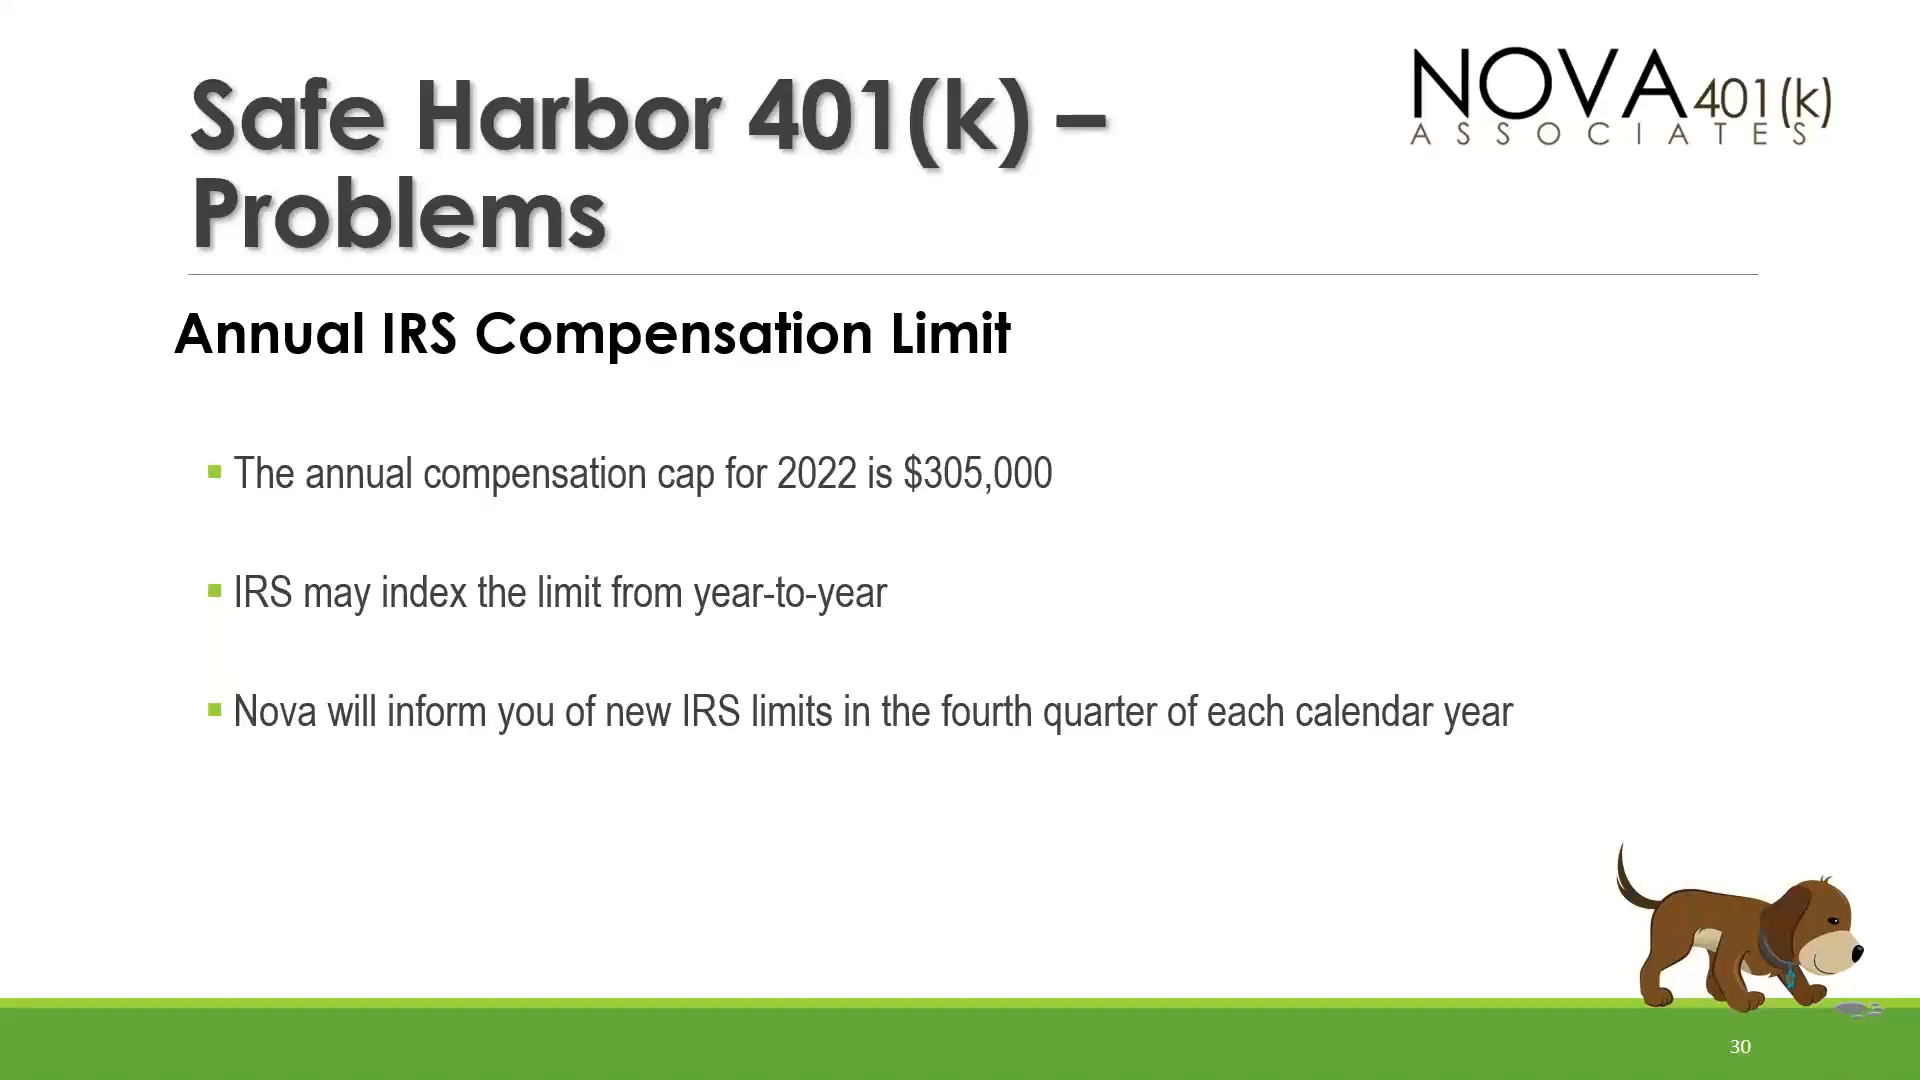 Safe Harbor 401(k) –
Problems
NOVA 401(k)
ASSOCIATES
Annual IRS Compensation Limit
▪ The annual compensation cap for 2022 is $305,000
▪ IRS may index the limit from year-to-year
▪ Nova will inform you of new IRS limits in the fourth quarter of each calendar year
30